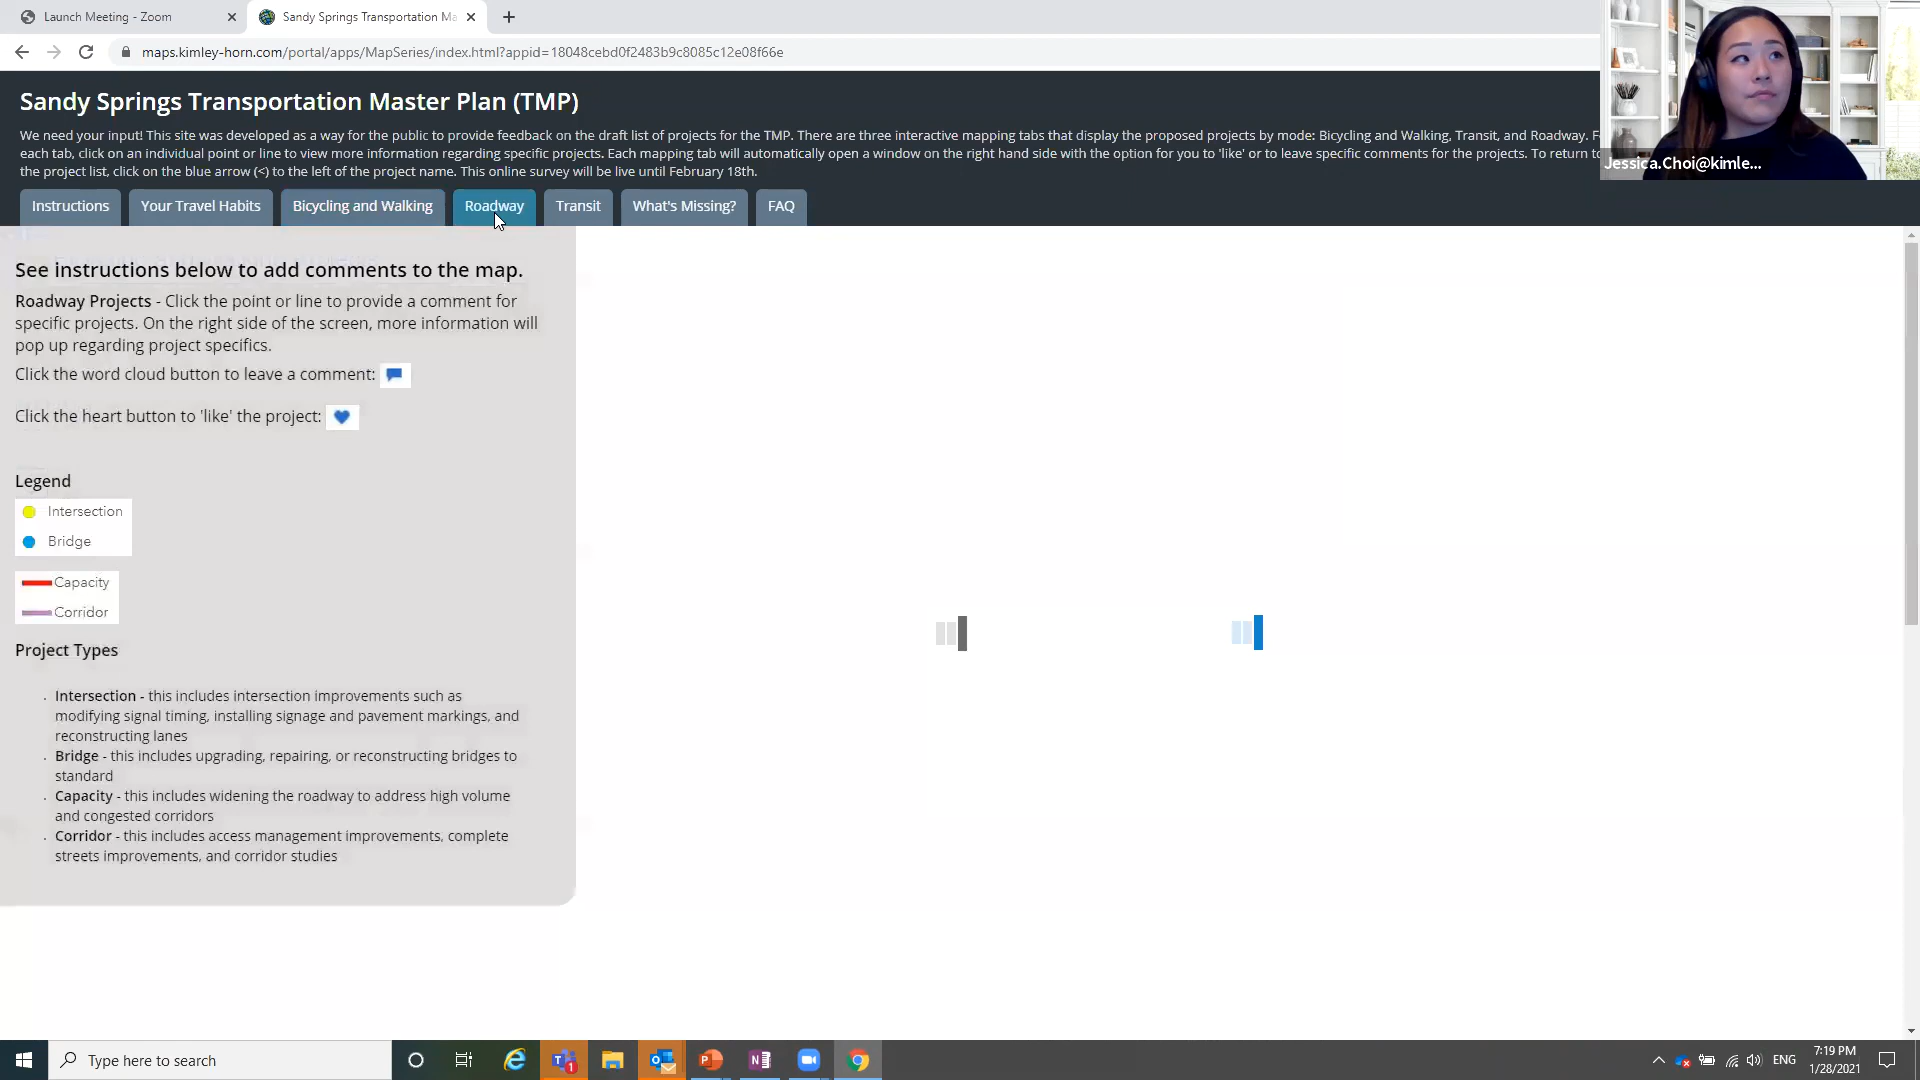 Launch Meeting - Zoom
Sandy Springs Transportation Ma
maps.kimley-horn.com/portal/apps/MapSeries/index.html?appid=18048cebd0f2483b9c8085c12e08f66e
Sandy Springs Transportation Master Plan (TMP)
We need your input! This site was developed as a way for the public to provide feedback on the draft list of projects for the TMP. There are three interactive mapping tabs that display the proposed projects by mode: Bicycling and Walking, Transit, and Roadway.
each tab, click on an individual point or line to view more information regarding specific projects. Each mapping tab will automatically open a window on the right hand side with the option for you to 'like' or to leave specific comments for the projects. To return to
the project list, click on the blue arrow (<) to the left of the project name. This online survey will be live until February 18th.
Jessica.Choi@kimle...
Instructions
Your Travel Habits
Bicycling and Walking
Roadway
Transit
What's Missing?
FAQ
See instructions below to add comments to the map.
Roadway Projects - Click the point or line to provide a comment for
specific projects. On the right side of the screen, more information will
pop up regarding project specifics.
Click the word cloud button to leave a comment:
Click the heart button to 'like' the project:
Legend
Intersection
Bridge
Capacity
Corridor
Project Types
Intersection - this includes intersection improvements such as
modifying signal timing, installing signage and pavement markings, and
reconstructing lanes
Bridge - this includes upgrading, repairing, or reconstructing bridges to
standard
Capacity - this includes widening the roadway to address high volume
and congested corridors
Corridor - this includes access management improvements, complete
streets improvements, and corridor studies
Type here to search
ENG
7:19 PM
1/28/2021